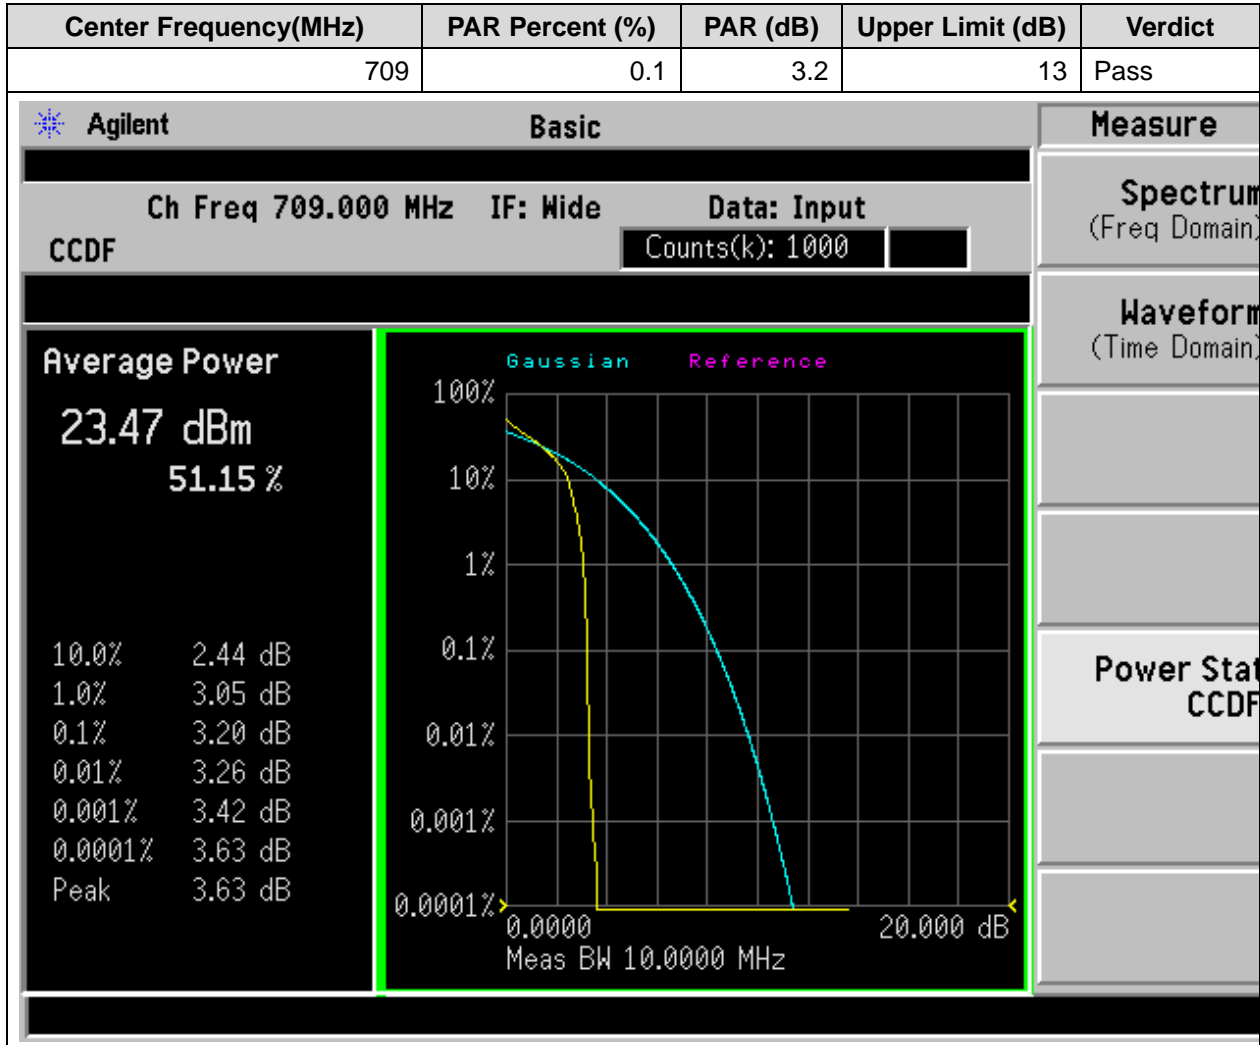 Center Frequency(MHz) PAR Percent (%) PAR (dB) Upper Limit (dB) Verdict
709 0.1 3.2 13 Pass
Agilent Basic Measure
Ch Freq 709.000 MHz IF: Wide Data: Input
CCDF Counts(k): 1000
Spectrum
(Freq Domain)
Waveform
(Time Domain)
Power Stat
CCDF
Average Power
23.47 dBm
51.15 %
10.0% 2.44 dB
1.0% 3.05 dB
0.1% 3.20 dB
0.01% 3.26 dB
0.001% 3.42 dB
0.0001% 3.63 dB
Peak 3.63 dB
Gaussian Reference
100%
10%
1%
0.1%
0.01%
0.001%
0.0001%
0.0000 20.000 dB
Meas BW 10.0000 MHz